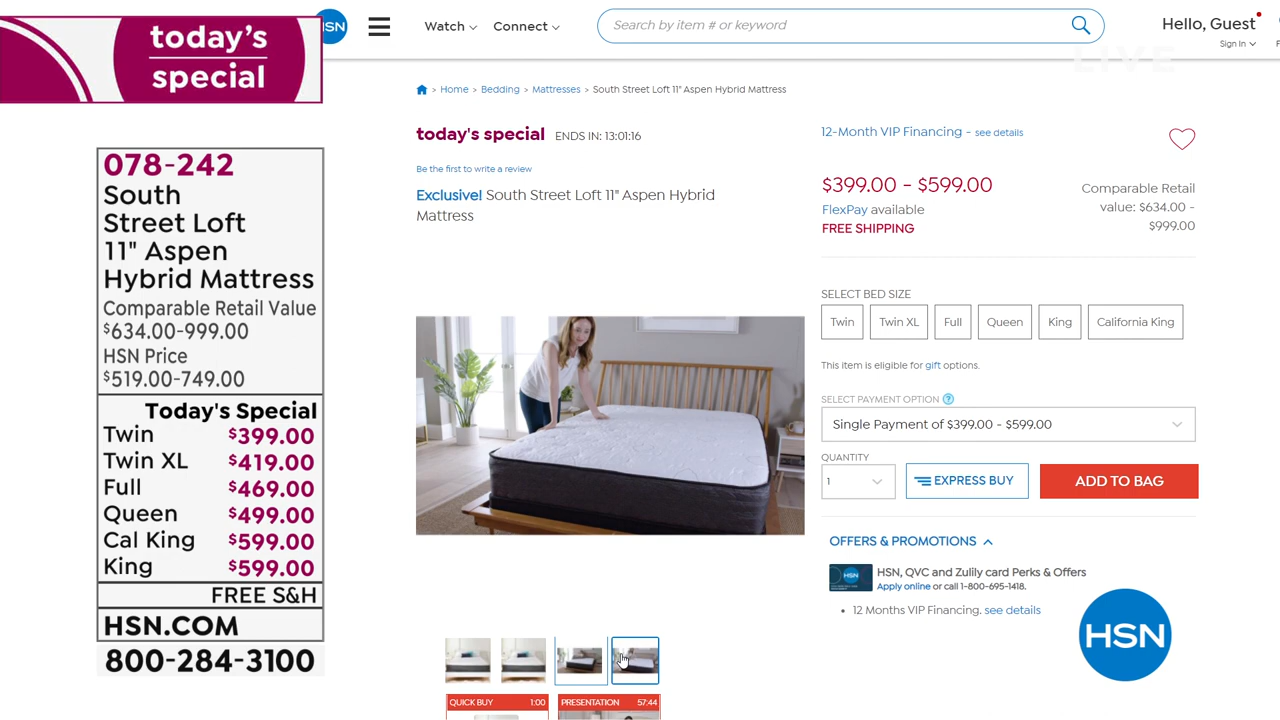 today's
special
078-242
South
Street Loft
11" Aspen
Hybrid Mattress
Comparable Retail Value
$634.00-999.00
HSN Price
$519.00-749.00
Today's Special
Twin $399.00
Twin XL $419.00
Full $469.00
Queen $499.00
Cal King $599.00
King $599.00
FREE S&H
HSN.COM
800-284-3100
HSN
Watch
Connect
Search by item # or keyword
Hello, Guest
Sign In
LIVE
> Home > Bedding > Mattresses > South Street Loft 11" Aspen Hybrid Mattress
today's special ENDS IN: 13:01:16
Be the first to write a review
Exclusive! South Street Loft 11" Aspen Hybrid
Mattress
QUICK BUY 1:00
PRESENTATION 57:44
12-Month VIP Financing - see details
$399.00 - $599.00
FlexPay available
FREE SHIPPING
Comparable Retail
value: $634.00 -
$999.00
SELECT BED SIZE
Twin Twin XL Full Queen King California King
This item is eligible for gift options.
SELECT PAYMENT OPTION ?
Single Payment of $399.00 - $599.00
QUANTITY
1 EXPRESS BUY ADD TO BAG
OFFERS & PROMOTIONS
HSN
HSN, QVC and Zulily card Perks & Offers
Apply online or call 1-800-695-1418.
• 12 Months VIP Financing. see details
HSN